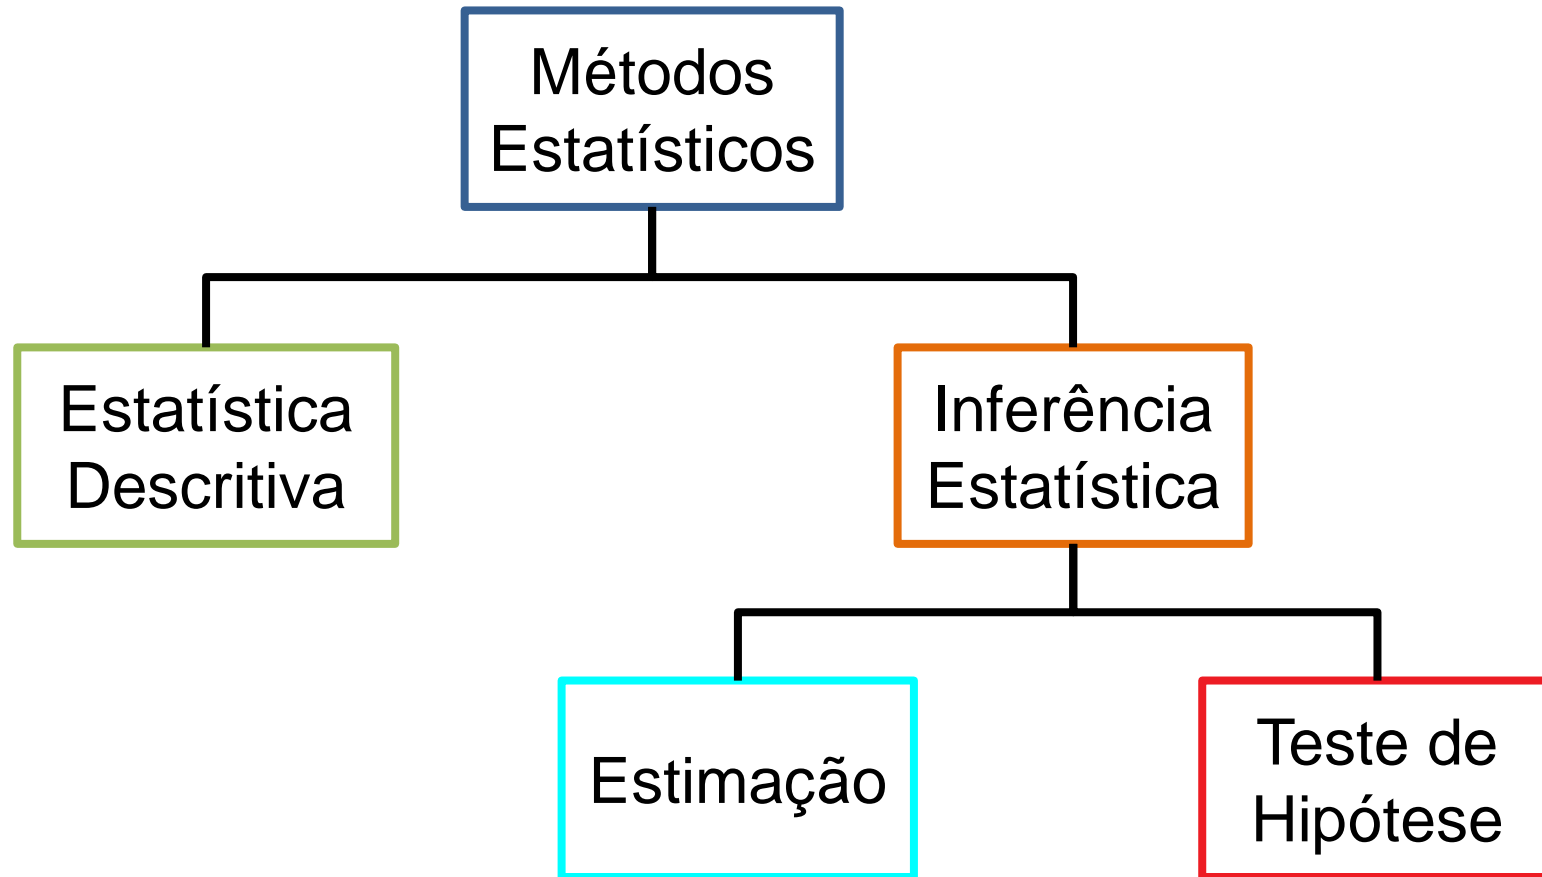 Métodos
Estatísticos
Estatística
Descritiva
Inferência
Estatística
Estimação
Teste de
Hipótese